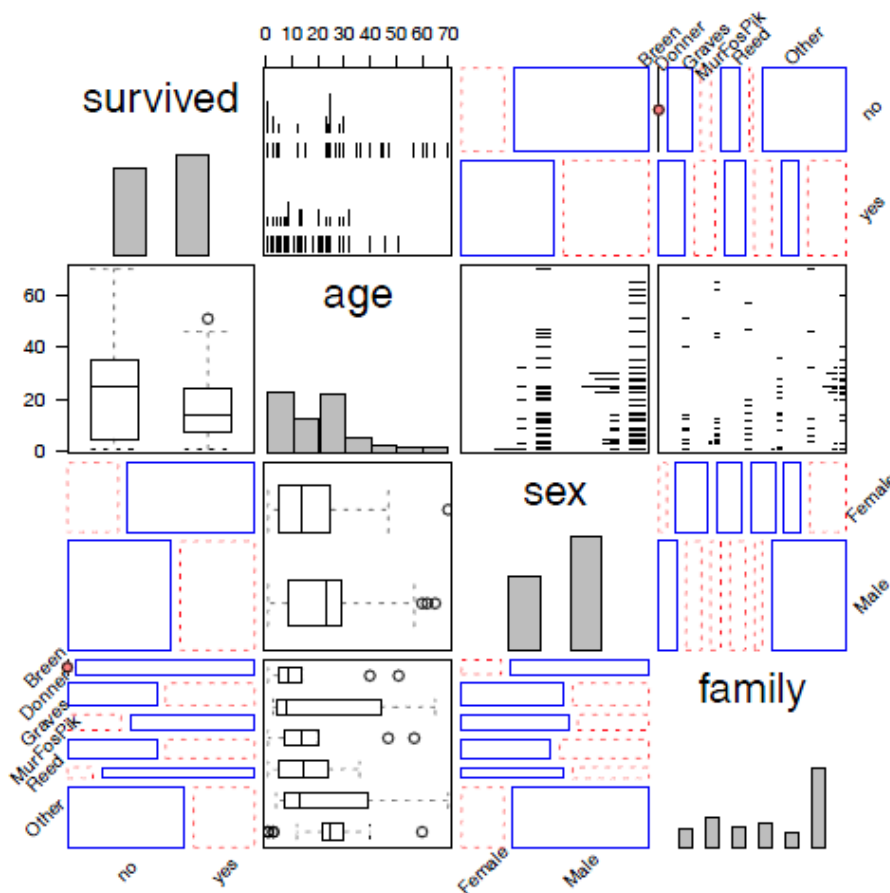 0 10 20 30 40 50 60 70
Breen
Donner
Graves
MurFosPik
Reed
Other
survived
no
yes
60
40
20
0
age
sex
Female
Male
Breen
Donner
Graves
MurFosPik
Reed
Other
family
no
yes
Female
Male